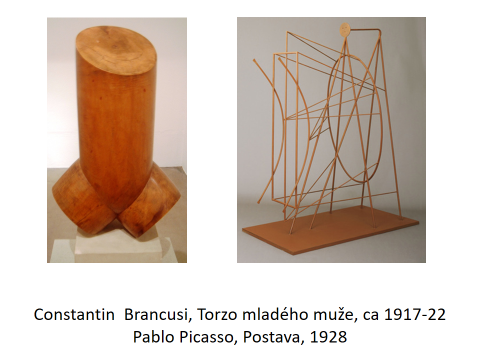 Constantin  Brancusi, Torzo mladého muže, ca 1917-22
Pablo Picasso, Postava, 1928